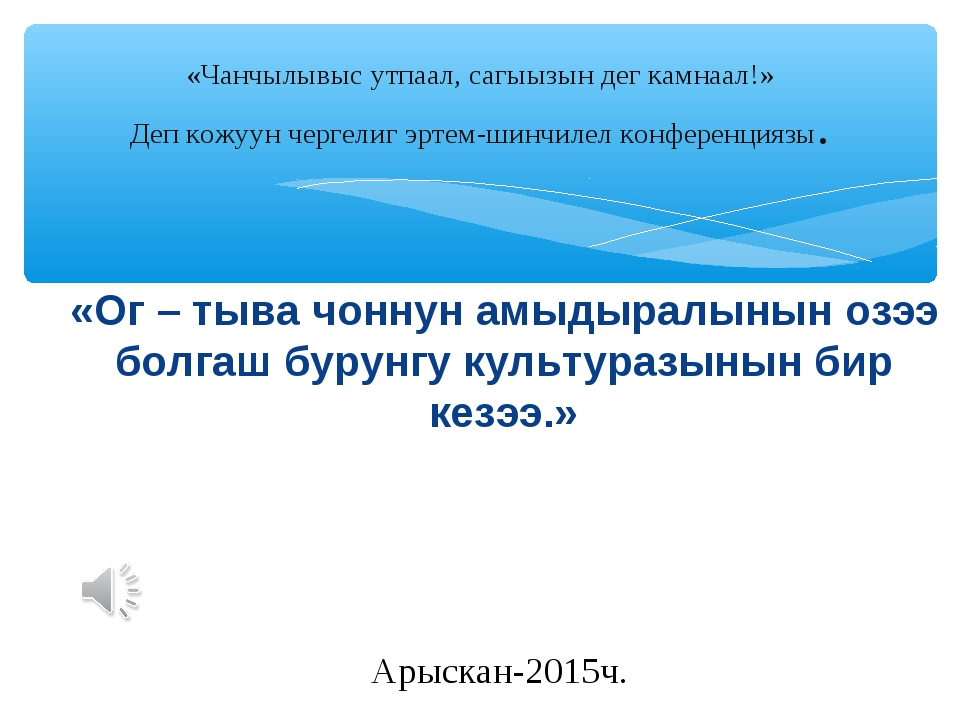 «Чанчылывыс утпаал, сагыызын дег камнаал!»
Деп кожуун чергелиг эртем-шинчилел конференциязы.
«Ог – тыва чоннун амыдыралынын озээ
болгаш бурунгу культуразынын бир
кезээ.»
Арыскан-2015ч.